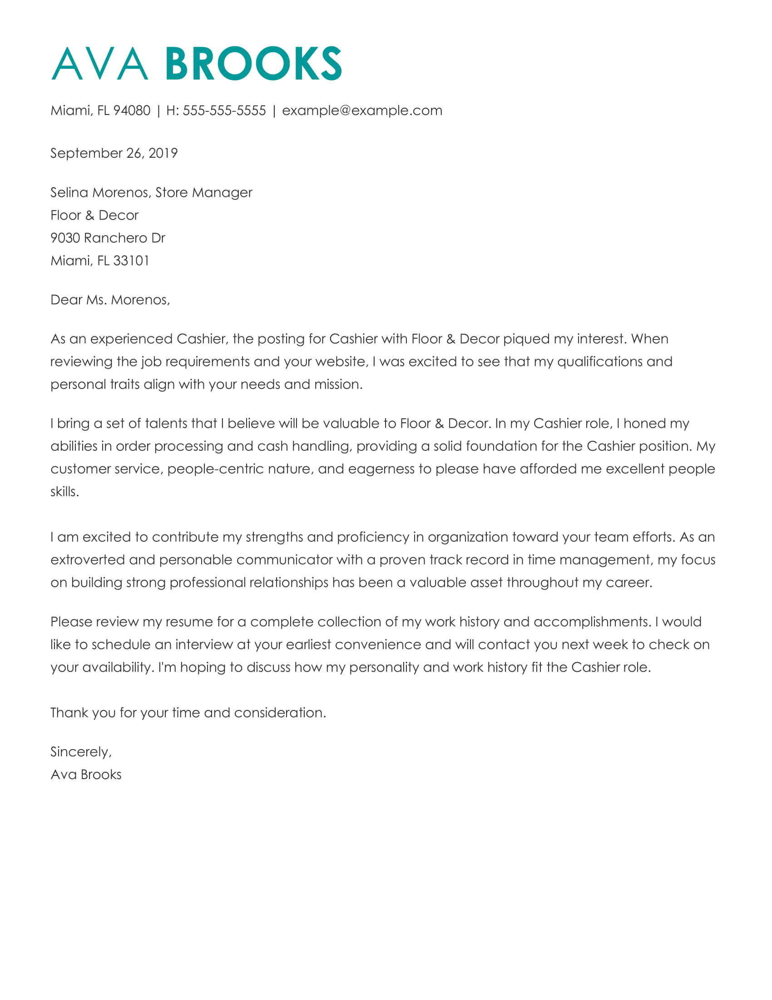 AVA BROOKS
Miami, FL 94080 | H: 555-555-5555 | example@example.com
September 26, 2019
Selina Morenos, Store Manager
Floor & Decor
9030 Ranchero Dr
Miami, FL 33101
Dear Ms. Morenos,
As an experienced Cashier, the posting for Cashier with Floor & Decor piqued my interest. When
reviewing the job requirements and your website, I was excited to see that my qualifications and
personal traits align with your needs and mission.
I bring a set of talents that I believe will be valuable to Floor & Decor. In my Cashier role, I honed my
abilities in order processing and cash handling, providing a solid foundation for the Cashier position. My
customer service, people-centric nature, and eagerness to please have afforded me excellent people
skills.
I am excited to contribute my strengths and proficiency in organization toward your team efforts. As an
extroverted and personable communicator with a proven track record in time management, my focus
on building strong professional relationships has been a valuable asset throughout my career.
Please review my resume for a complete collection of my work history and accomplishments. I would
like to schedule an interview at your earliest convenience and will contact you next week to check on
your availability. I'm hoping to discuss how my personality and work history fit the Cashier role.
Thank you for your time and consideration.
Sincerely,
Ava Brooks